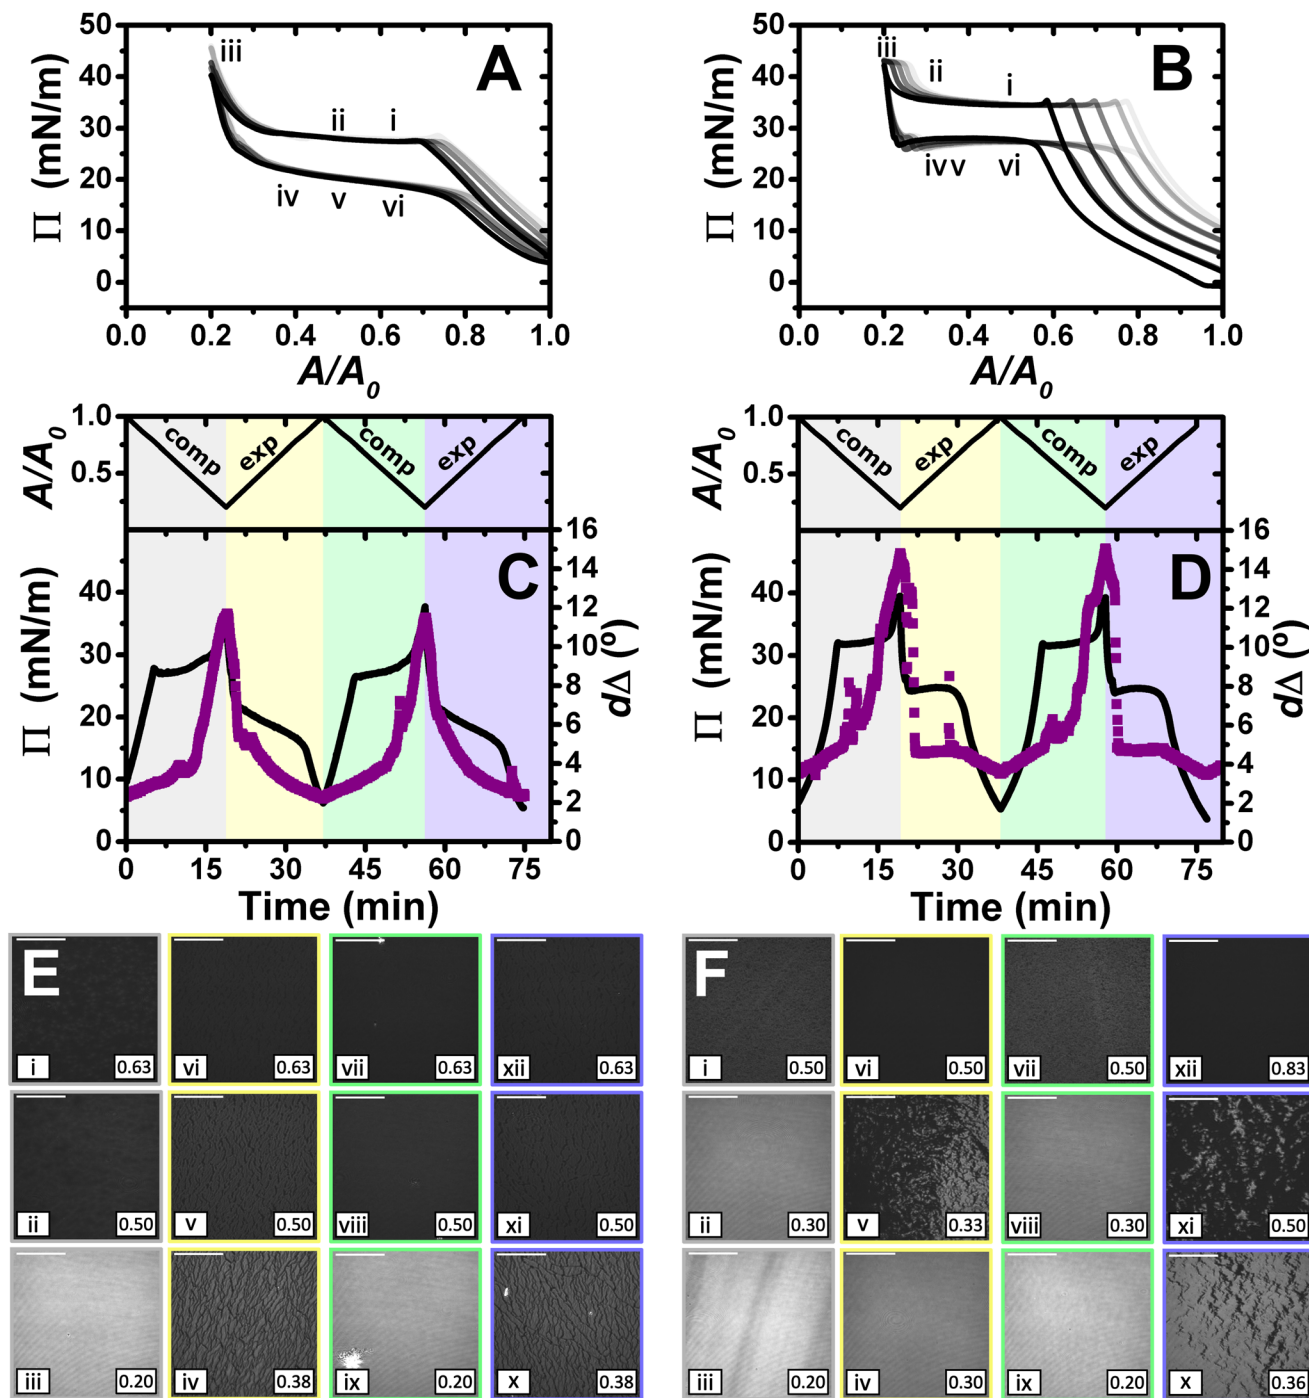 50
40
30
20
10
0
Π (mN/m)
iii
ii
i
iv
v
vi
A
0.0 0.2 0.4 0.6 0.8 1.0
A/A0
50
40
30
20
10
0
Π (mN/m)
iii
ii
i
iv
v
vi
B
0.0 0.2 0.4 0.6 0.8 1.0
A/A0
1.0
0.5
A/A0
comp
exp
comp
exp
40
30
20
10
0
Π (mN/m)
C
16
14
12
10
8
6
4
2
0
dΔ (º)
0 15 30 45 60 75
Time (min)
1.0
0.5
A/A0
comp
exp
comp
exp
40
30
20
10
0
Π (mN/m)
D
16
14
12
10
8
6
4
2
0
dΔ (º)
0 15 30 45 60 75
Time (min)
E
i 0.63
vi 0.63
vii 0.63
xii 0.63
ii 0.50
v 0.50
viii 0.50
xi 0.50
iii 0.20
iv 0.38
ix 0.20
x 0.38
F
i 0.50
vi 0.50
vii 0.50
xii 0.83
ii 0.30
v 0.33
viii 0.30
xi 0.50
iii 0.20
iv 0.30
ix 0.20
x 0.36